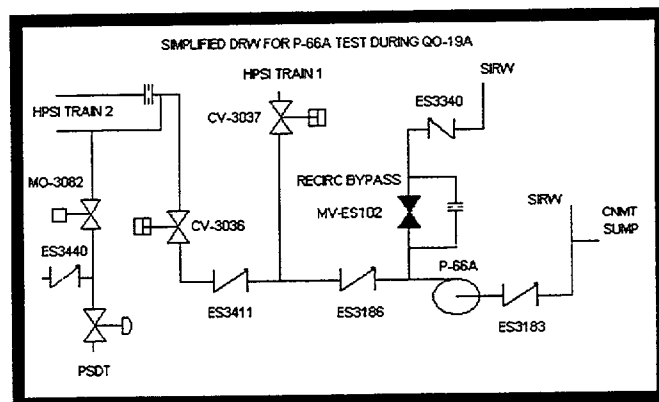 SIMPLIFIED DRW FOR P-66A TEST DURING QO-19A
HPSI TRAIN 1
SIRW
HPSI TRAIN 2
CV-3037
ES3340
MO-3082
RECIRC BYPASS
MV-ES102
SIRW
CNMT
SUMP
CV-3036
ES3440
P-66A
ES3411
ES3186
ES3183
PSDT